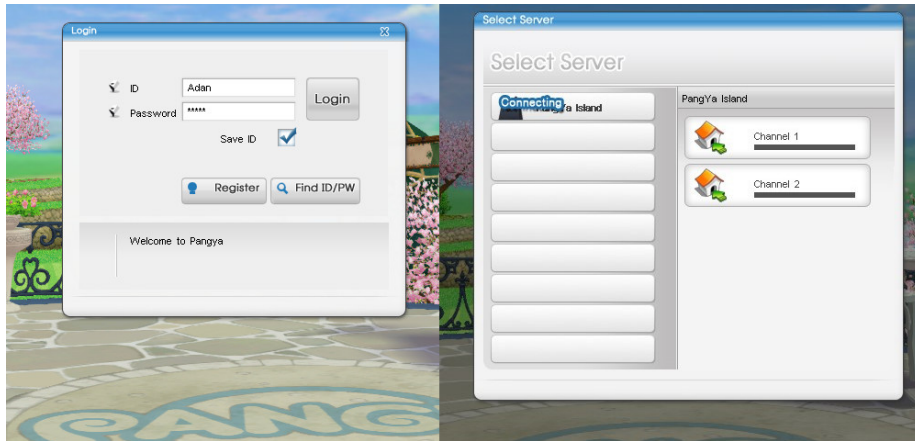 Login
ID
Adan
Login
Password
*****
Save ID
Register
Find ID/PW
Welcome to Pangya
PANG
Select Server
Select Server
Connecting
Island
PangYa Island
Channel 1
Channel 2